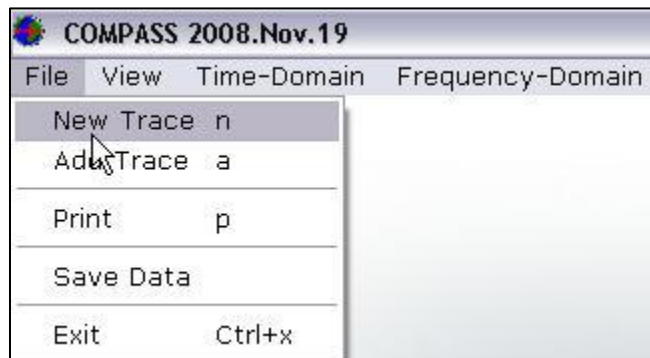 COMPASS 2008.Nov.19
File View Time-Domain Frequency-Domain
New Trace n
Add Trace a
Print p
Save Data
Exit Ctrl+x